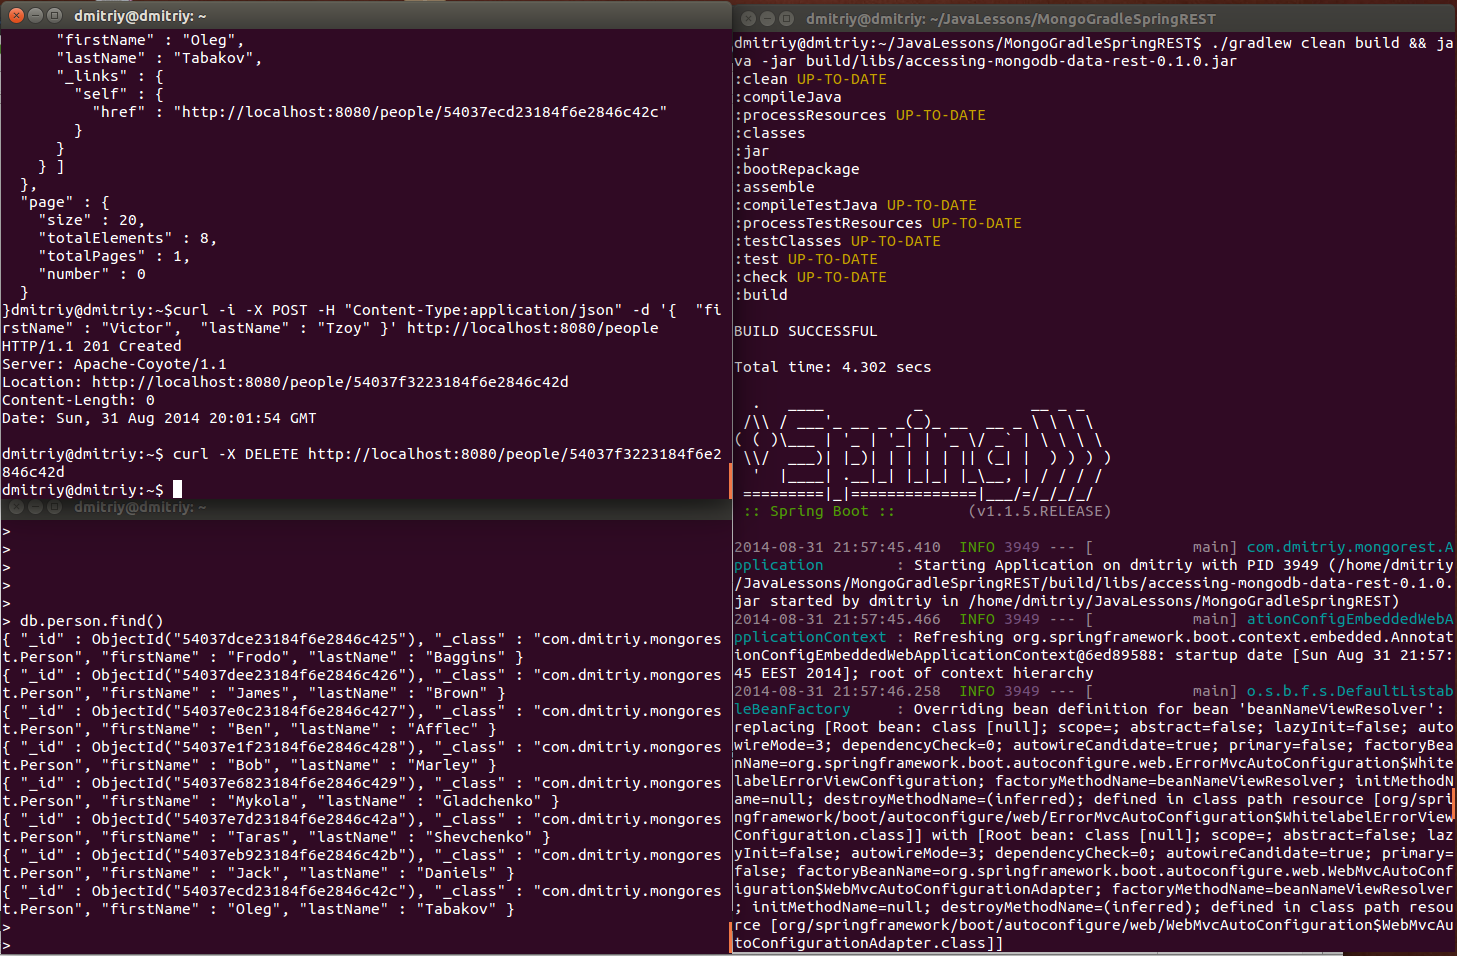 dmitriy@dmitriy: ~
      "firstName" : "Oleg",
      "lastName" : "Tabakov",
      "_links" : {
        "self" : {
          "href" : "http://localhost:8080/people/54037ecd23184f6e2846c42c"
        }
      }
    } ]
  },
  "page" : {
    "size" : 20,
    "totalElements" : 8,
    "totalPages" : 1,
    "number" : 0
  }
}dmitriy@dmitriy:~$curl -i -X POST -H "Content-Type:application/json" -d '{  "fi
rstName" : "Victor",  "lastName" : "Tzoy" }' http://localhost:8080/people
HTTP/1.1 201 Created
Server: Apache-Coyote/1.1
Location: http://localhost:8080/people/54037f3223184f6e2846c42d
Content-Length: 0
Date: Sun, 31 Aug 2014 20:01:54 GMT

dmitriy@dmitriy:~$ curl -X DELETE http://localhost:8080/people/54037f3223184f6e2
846c42d
dmitriy@dmitriy:~$
dmitriy@dmitriy: ~
>
>
>
>
>
> db.person.find()
{ "_id" : ObjectId("54037dce23184f6e2846c425"), "_class" : "com.dmitriy.mongores
t.Person", "firstName" : "Frodo", "lastName" : "Baggins" }
{ "_id" : ObjectId("54037dee23184f6e2846c426"), "_class" : "com.dmitriy.mongores
t.Person", "firstName" : "James", "lastName" : "Brown" }
{ "_id" : ObjectId("54037e0c23184f6e2846c427"), "_class" : "com.dmitriy.mongores
t.Person", "firstName" : "Ben", "lastName" : "Afflec" }
{ "_id" : ObjectId("54037e1f23184f6e2846c428"), "_class" : "com.dmitriy.mongores
t.Person", "firstName" : "Bob", "lastName" : "Marley" }
{ "_id" : ObjectId("54037e6823184f6e2846c429"), "_class" : "com.dmitriy.mongores
t.Person", "firstName" : "Mykola", "lastName" : "Gladchenko" }
{ "_id" : ObjectId("54037e7d23184f6e2846c42a"), "_class" : "com.dmitriy.mongores
t.Person", "firstName" : "Taras", "lastName" : "Shevchenko" }
{ "_id" : ObjectId("54037eb923184f6e2846c42b"), "_class" : "com.dmitriy.mongores
t.Person", "firstName" : "Jack", "lastName" : "Daniels" }
{ "_id" : ObjectId("54037ecd23184f6e2846c42c"), "_class" : "com.dmitriy.mongores
t.Person", "firstName" : "Oleg", "lastName" : "Tabakov" }
>
>
dmitriy@dmitriy: ~/JavaLessons/MongoGradleSpringREST
dmitriy@dmitriy:~/JavaLessons/MongoGradleSpringREST$ ./gradlew clean build && ja
va -jar build/libs/accessing-mongodb-data-rest-0.1.0.jar
:clean UP-TO-DATE
:compileJava
:processResources UP-TO-DATE
:classes
:jar
:bootRepackage
:assemble
:compileTestJava UP-TO-DATE
:processTestResources UP-TO-DATE
:testClasses UP-TO-DATE
:test UP-TO-DATE
:check UP-TO-DATE
:build

BUILD SUCCESSFUL

Total time: 4.302 secs

  .   ____          _            __ _ _
 /\\ / ___'_ __ _ _(_)_ __  __ _ \ \ \ \
( ( )\___ | '_ | '_| | '_ \/ _` | \ \ \ \
 \\/  ___)| |_)| | | | | || (_| |  ) ) ) )
  '  |____| .__|_| |_|_| |_\__, | / / / /
 =========|_|==============|___/=/_/_/_/
 :: Spring Boot ::        (v1.1.5.RELEASE)

2014-08-31 21:57:45.410  INFO 3949 --- [           main] com.dmitriy.mongorest.A
pplication        : Starting Application on dmitriy with PID 3949 (/home/dmitriy
/JavaLessons/MongoGradleSpringREST/build/libs/accessing-mongodb-data-rest-0.1.0.
jar started by dmitriy in /home/dmitriy/JavaLessons/MongoGradleSpringREST)
2014-08-31 21:57:45.466  INFO 3949 --- [           main] ationConfigEmbeddedWebA
pplicationContext : Refreshing org.springframework.boot.context.embedded.Annotat
ionConfigEmbeddedWebApplicationContext@6ed89588: startup date [Sun Aug 31 21:57:
45 EEST 2014]; root of context hierarchy
2014-08-31 21:57:46.258  INFO 3949 --- [           main] o.s.b.f.s.DefaultListab
leBeanFactory     : Overriding bean definition for bean 'beanNameViewResolver':
replacing [Root bean: class [null]; scope=; abstract=false; lazyInit=false; auto
wireMode=3; dependencyCheck=0; autowireCandidate=true; primary=false; factoryBea
nName=org.springframework.boot.autoconfigure.web.ErrorMvcAutoConfiguration$White
labelErrorViewConfiguration; factoryMethodName=beanNameViewResolver; initMethodN
ame=null; destroyMethodName=(inferred); defined in class path resource [org/spri
ngframework/boot/autoconfigure/web/ErrorMvcAutoConfiguration$WhitelabelErrorView
Configuration.class]] with [Root bean: class [null]; scope=; abstract=false; laz
yInit=false; autowireMode=3; dependencyCheck=0; autowireCandidate=true; primary=
false; factoryBeanName=org.springframework.boot.autoconfigure.web.WebMvcAutoConf
iguration$WebMvcAutoConfigurationAdapter; factoryMethodName=beanNameViewResolver
; initMethodName=null; destroyMethodName=(inferred); defined in class path resou
rce [org/springframework/boot/autoconfigure/web/WebMvcAutoConfiguration$WebMvcAu
toConfigurationAdapter.class]]